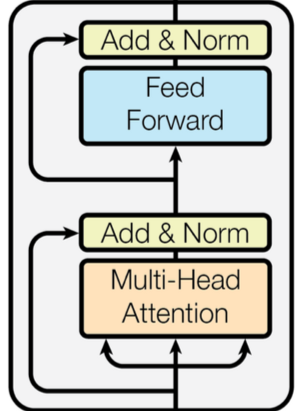 Add & Norm
Feed
Forward
Add & Norm
Multi-Head
Attention